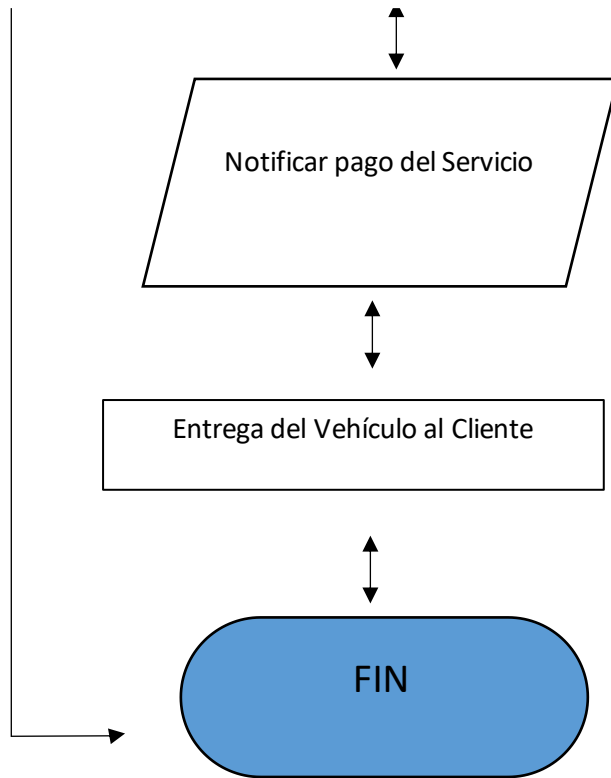 Notificar pago del Servicio
Entrega del Vehículo al Cliente
FIN